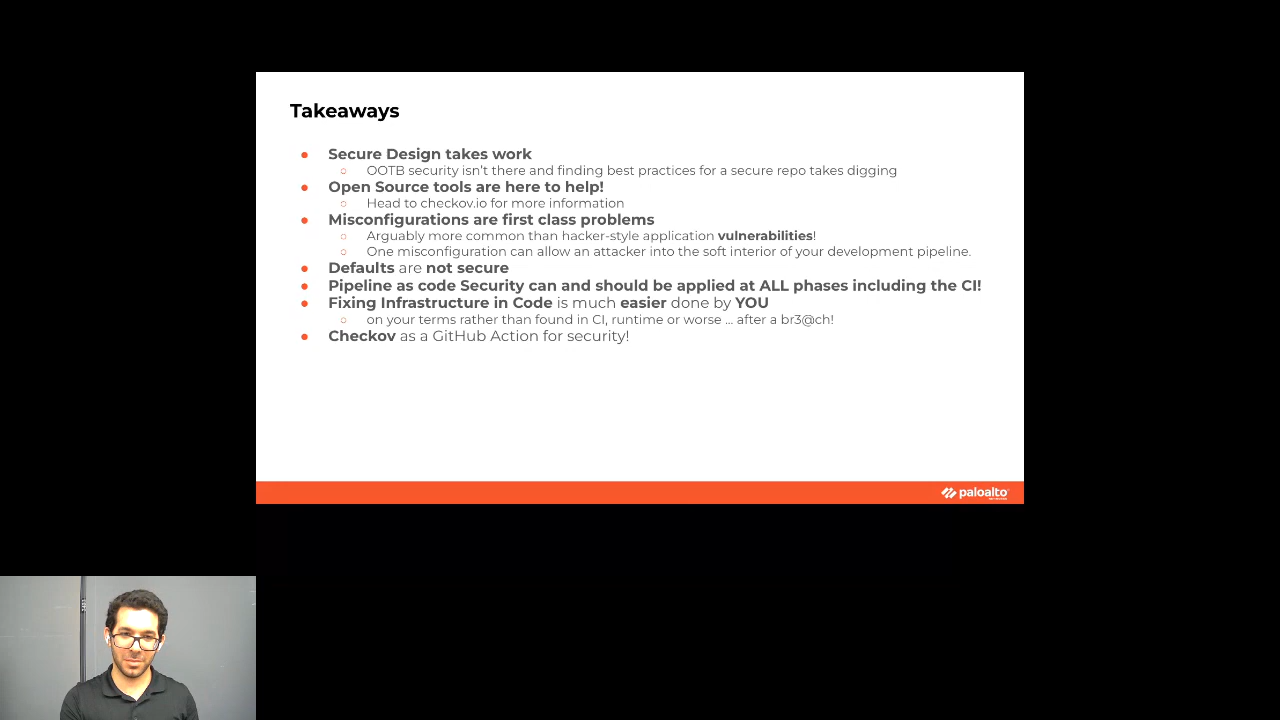 Takeaways
Secure Design takes work
OOTB security isn't there and finding best practices for a secure repo takes digging
Open Source tools are here to help!
Head to checkov.io for more information
Misconfigurations are first class problems
Arguably more common than hacker-style application vulnerabilities!
One misconfiguration can allow an attacker into the soft interior of your development pipeline.
Defaults are not secure
Pipeline as code Security can and should be applied at ALL phases including the CI!
Fixing Infrastructure in Code is much easier done by YOU
on your terms rather than found in CI, runtime or worse ... after a br3@ch!
Checkov as a GitHub Action for security!
paloalto